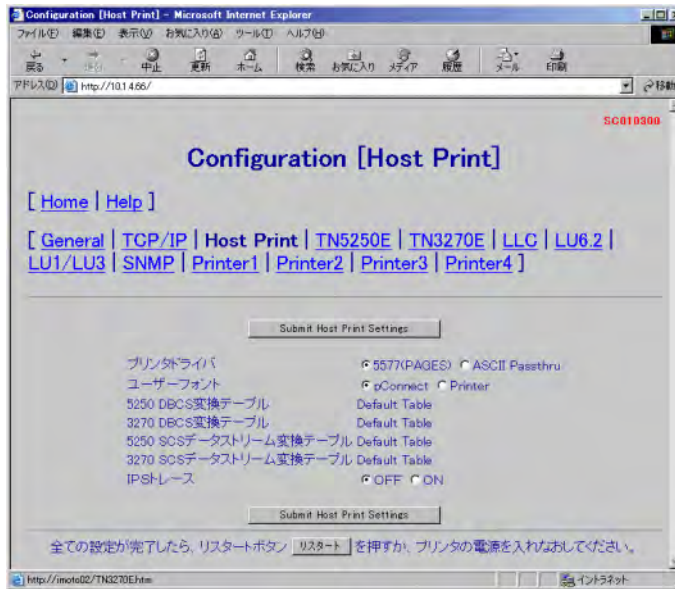 Configuration [Host Print] - Microsoft Internet Explorer
ファイル(F) 編集(E) 表示(V) お気に入り(A) ツール(T) ヘルプ(H)
戻る 中止 更新 ホーム 検索 お気に入り メディア 履歴 メール 印刷
アドレス(D) http://10.1.4.66/ 移動
SC010300
Configuration [Host Print]
[ Home | Help ]
[ General | TCP/IP | Host Print | TN5250E | TN3270E | LLC | LU6.2 |
LU1/LU3 | SNMP | Printer1 | Printer2 | Printer3 | Printer4 ]
Submit Host Print Settings
プリンタドライバ 5577(PAGES) ASCII Passthru
ユーザーフォント pConnect Printer
5250 DBCS変換テーブル Default Table
3270 DBCS変換テーブル Default Table
5250 SCSデータストリーム変換テーブル Default Table
3270 SCSデータストリーム変換テーブル Default Table
IPSトレース OFF ON
Submit Host Print Settings
全ての設定が完了したら、リスタートボタン リスタート を押すか、プリンタの電源を入れなおしてください。
http://imoto02/TN3270E.htm イントラネット